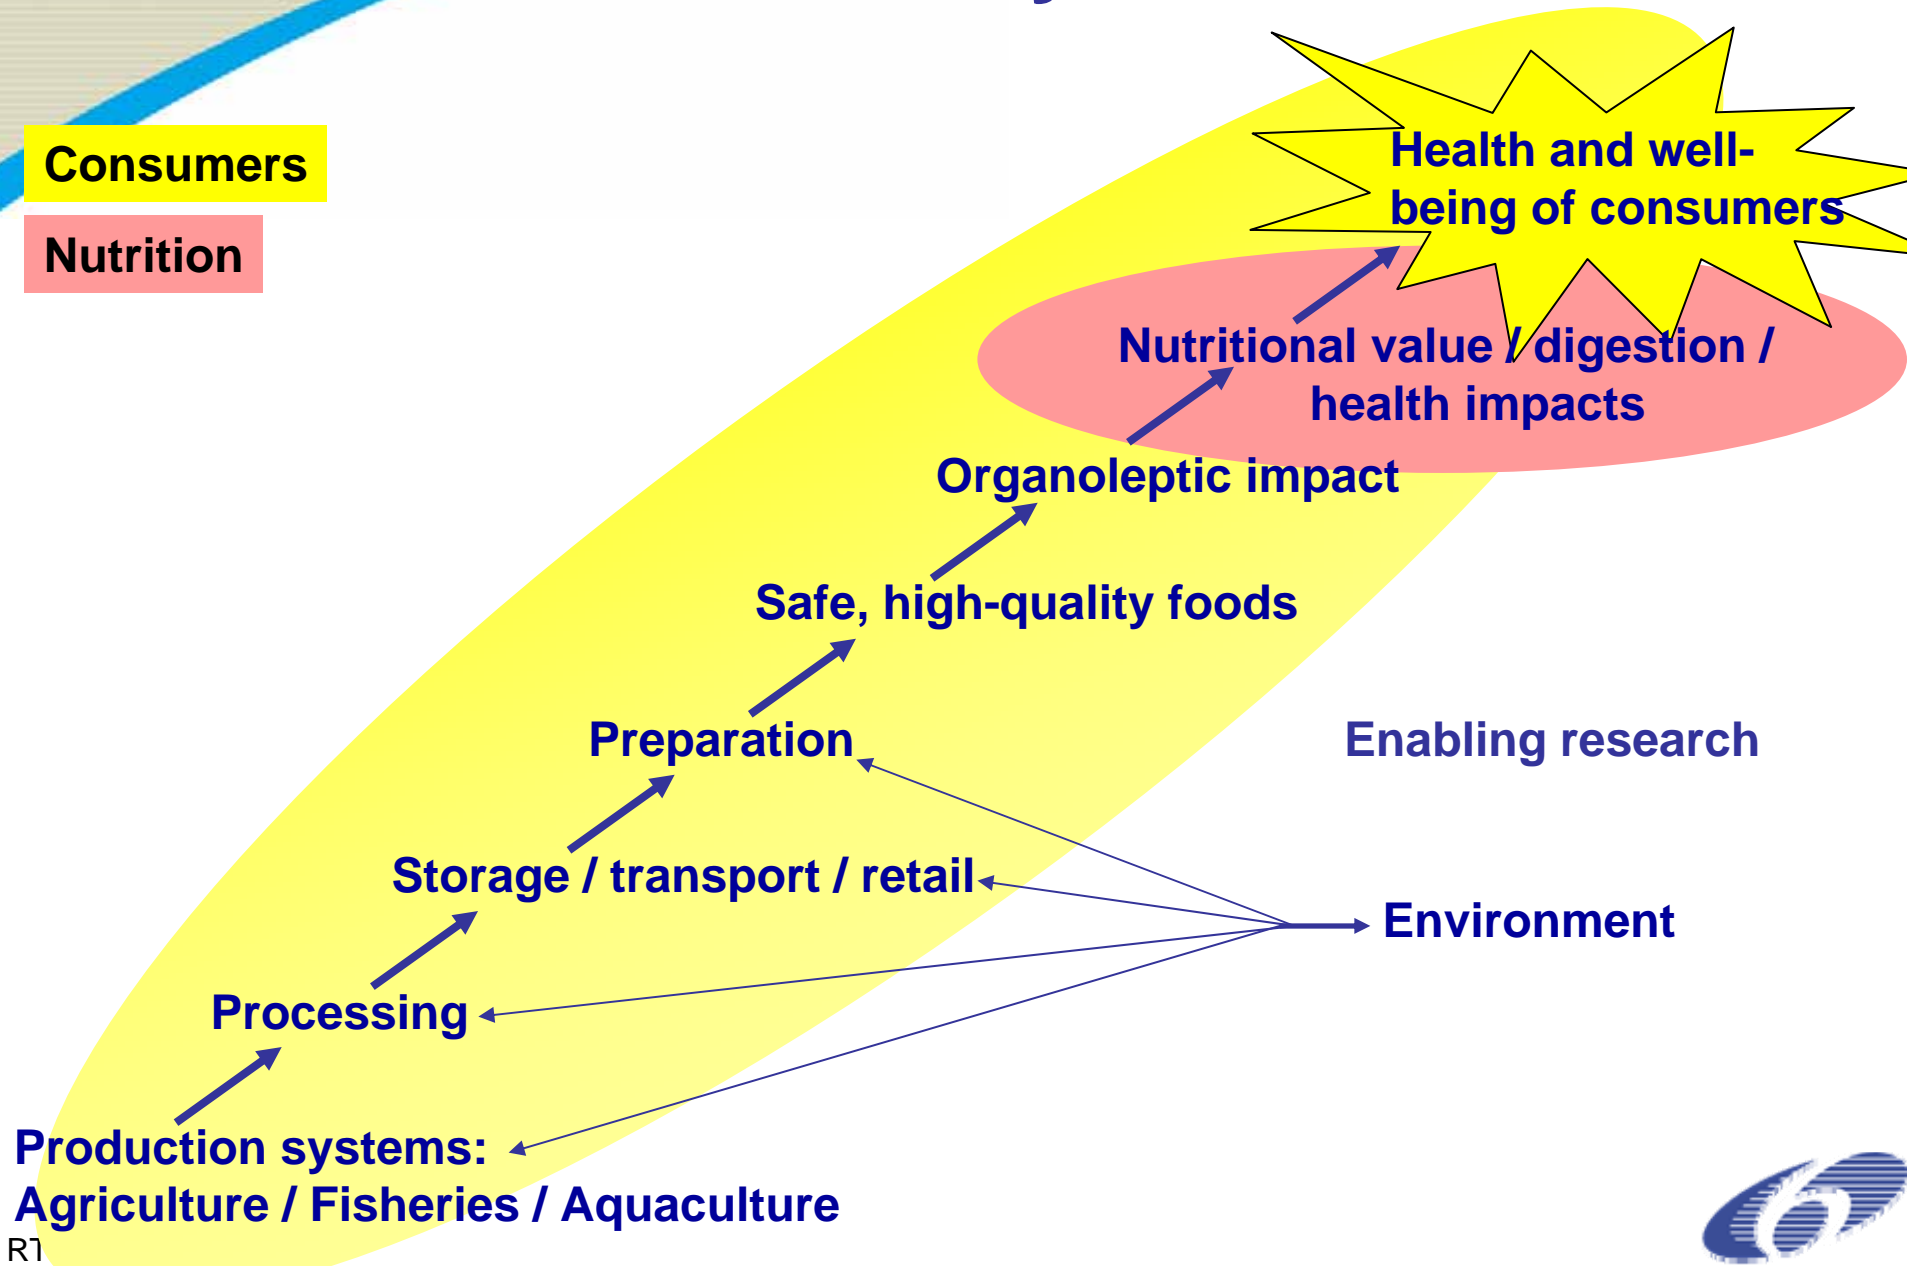 Consumers
Nutrition
Health and well-
being of consumers
Nutritional value / digestion /
health impacts
Organoleptic impact
Safe, high-quality foods
Preparation
Enabling research
Storage / transport / retail
Environment
Processing
Production systems:
Agriculture / Fisheries / Aquaculture